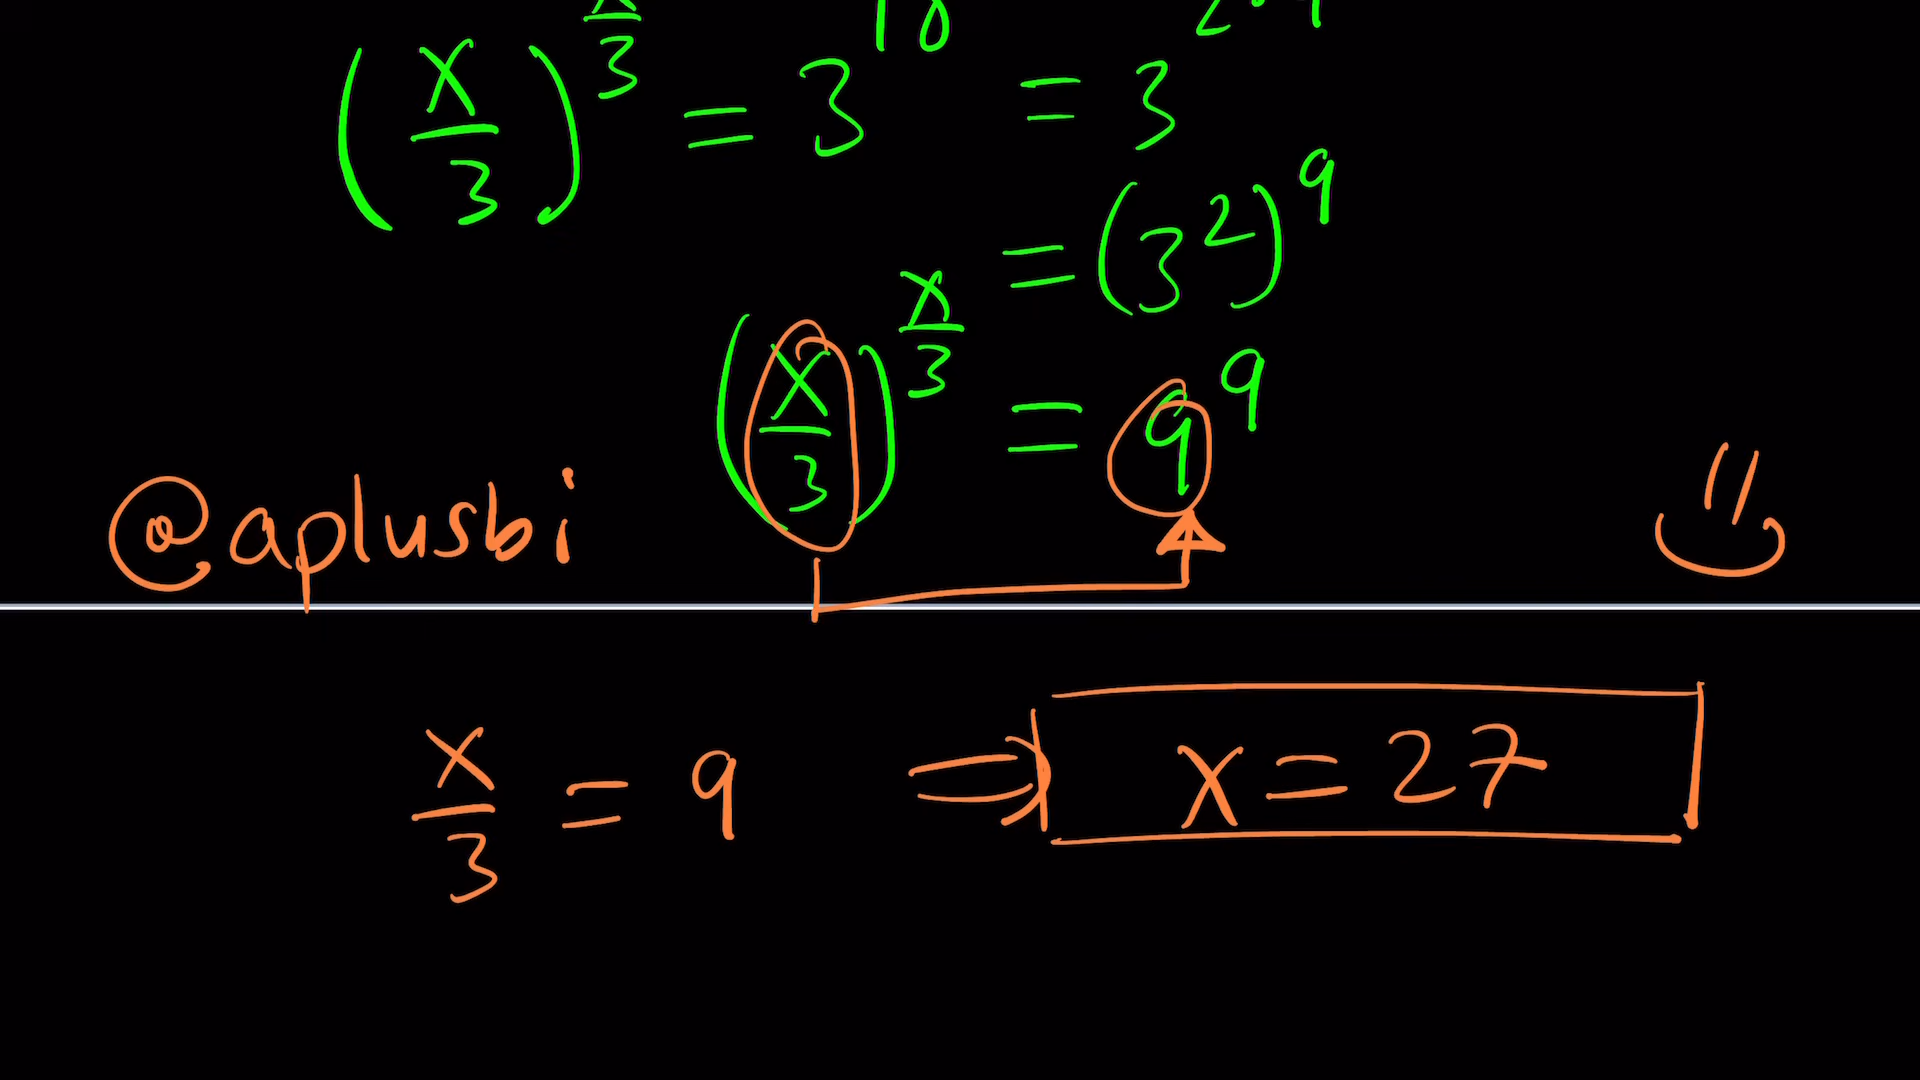 (x/3)^(x/3) = 3^18 = 3^(2·9)
= (3^2)^9
(x/3)^(x/3) = 9^9
@aplusbi
x/3 = 9 ⇒ x = 27